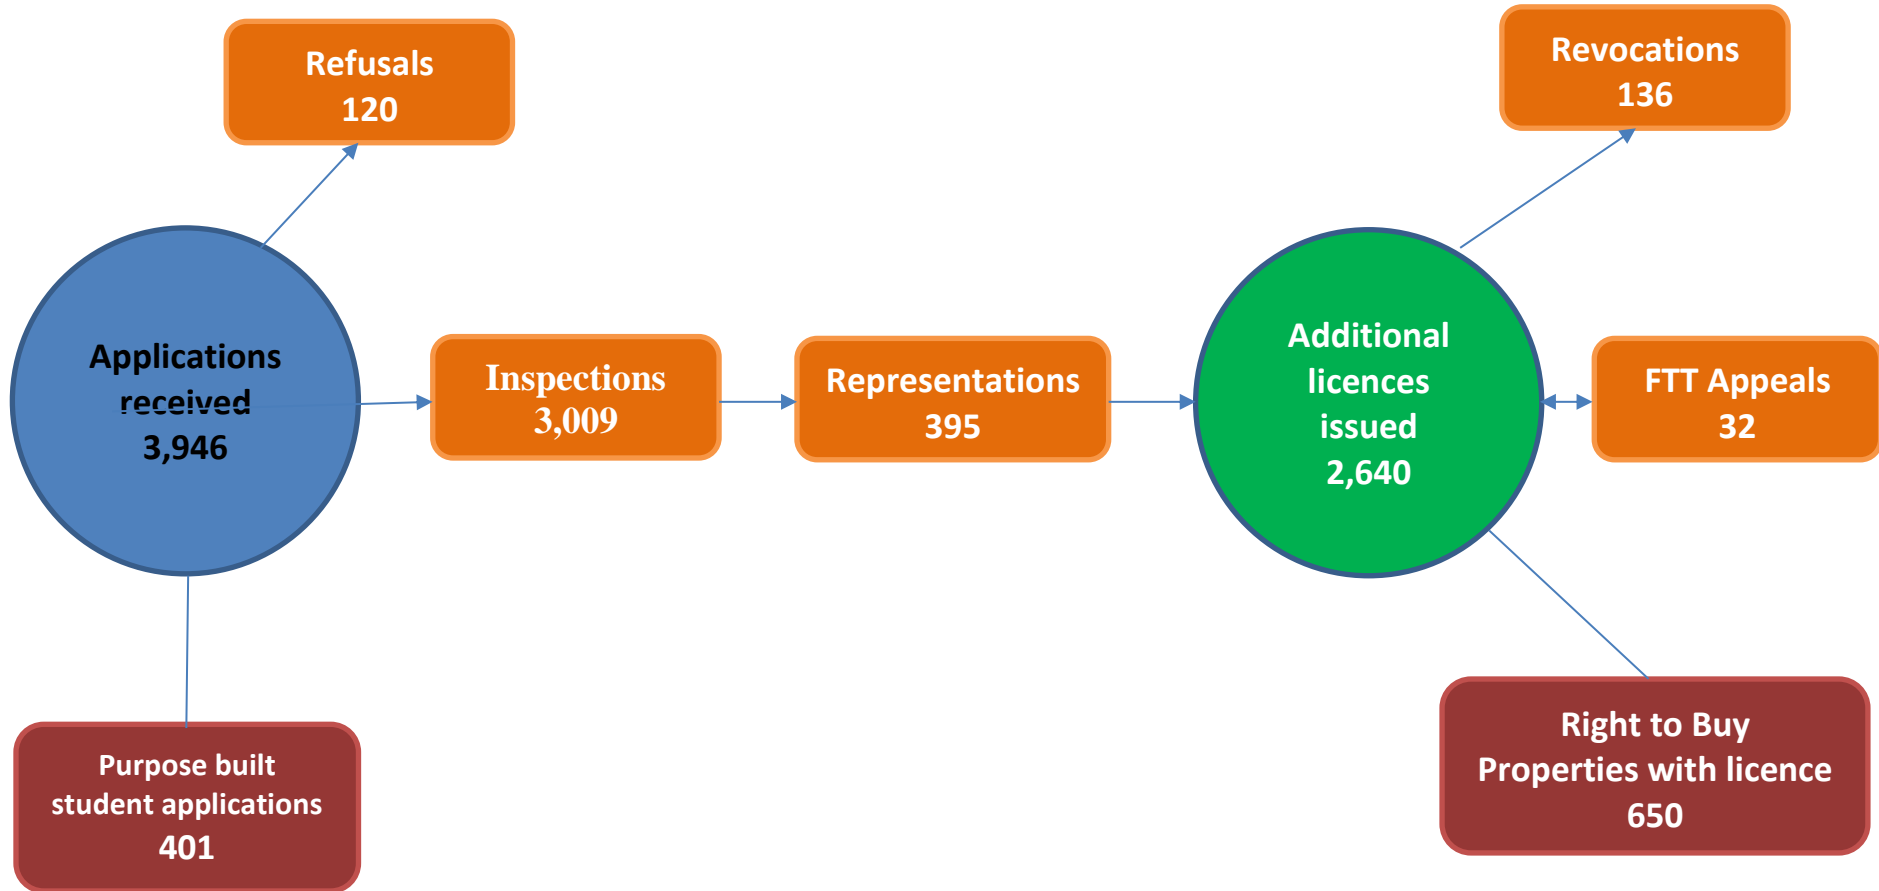 Refusals
120
Revocations
136
Applications
received
3,946
Inspections
3,009
Representations
395
Additional
licences
issued
2,640
FTT Appeals
32
Purpose built
student applications
401
Right to Buy
Properties with licence
650